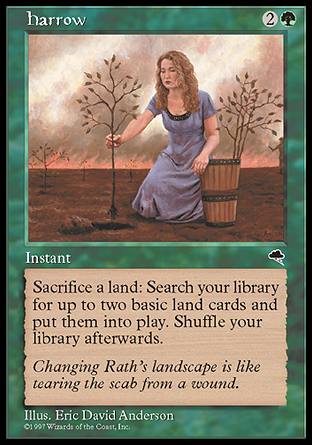 Harrow 2
Instant
Sacrifice a land: Search your library
for up to two basic land cards and
put them into play. Shuffle your
library afterwards.
Changing Rath's landscape is like
tearing the scab from a wound.
Illus. Eric David Anderson
©1997 Wizards of the Coast, Inc.